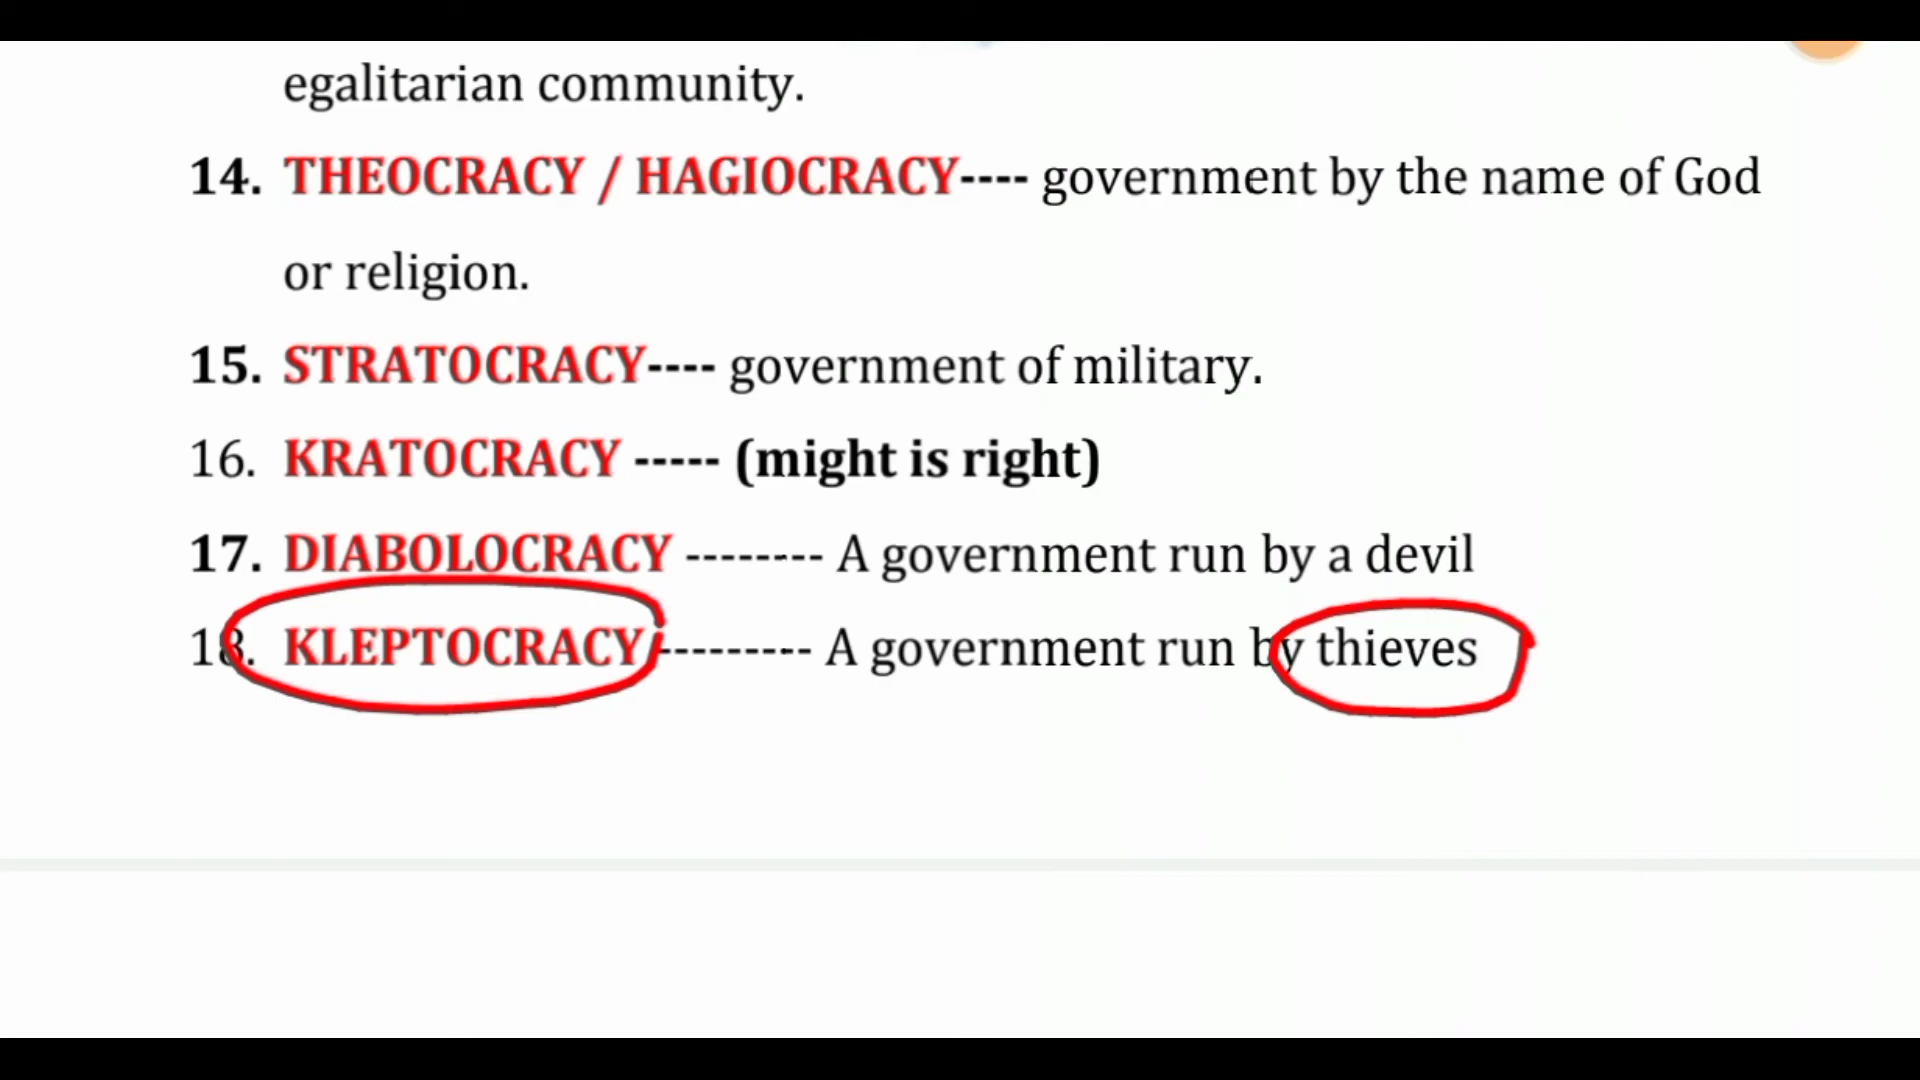 egalitarian community.
14. THEOCRACY / HAGIOCRACY---- government by the name of God
or religion.
15. STRATOCRACY---- government of military.
16. KRATOCRACY ----- (might is right)
17. DIABOLOCRACY -------- A government run by a devil
18. KLEPTOCRACY --------- A government run by thieves